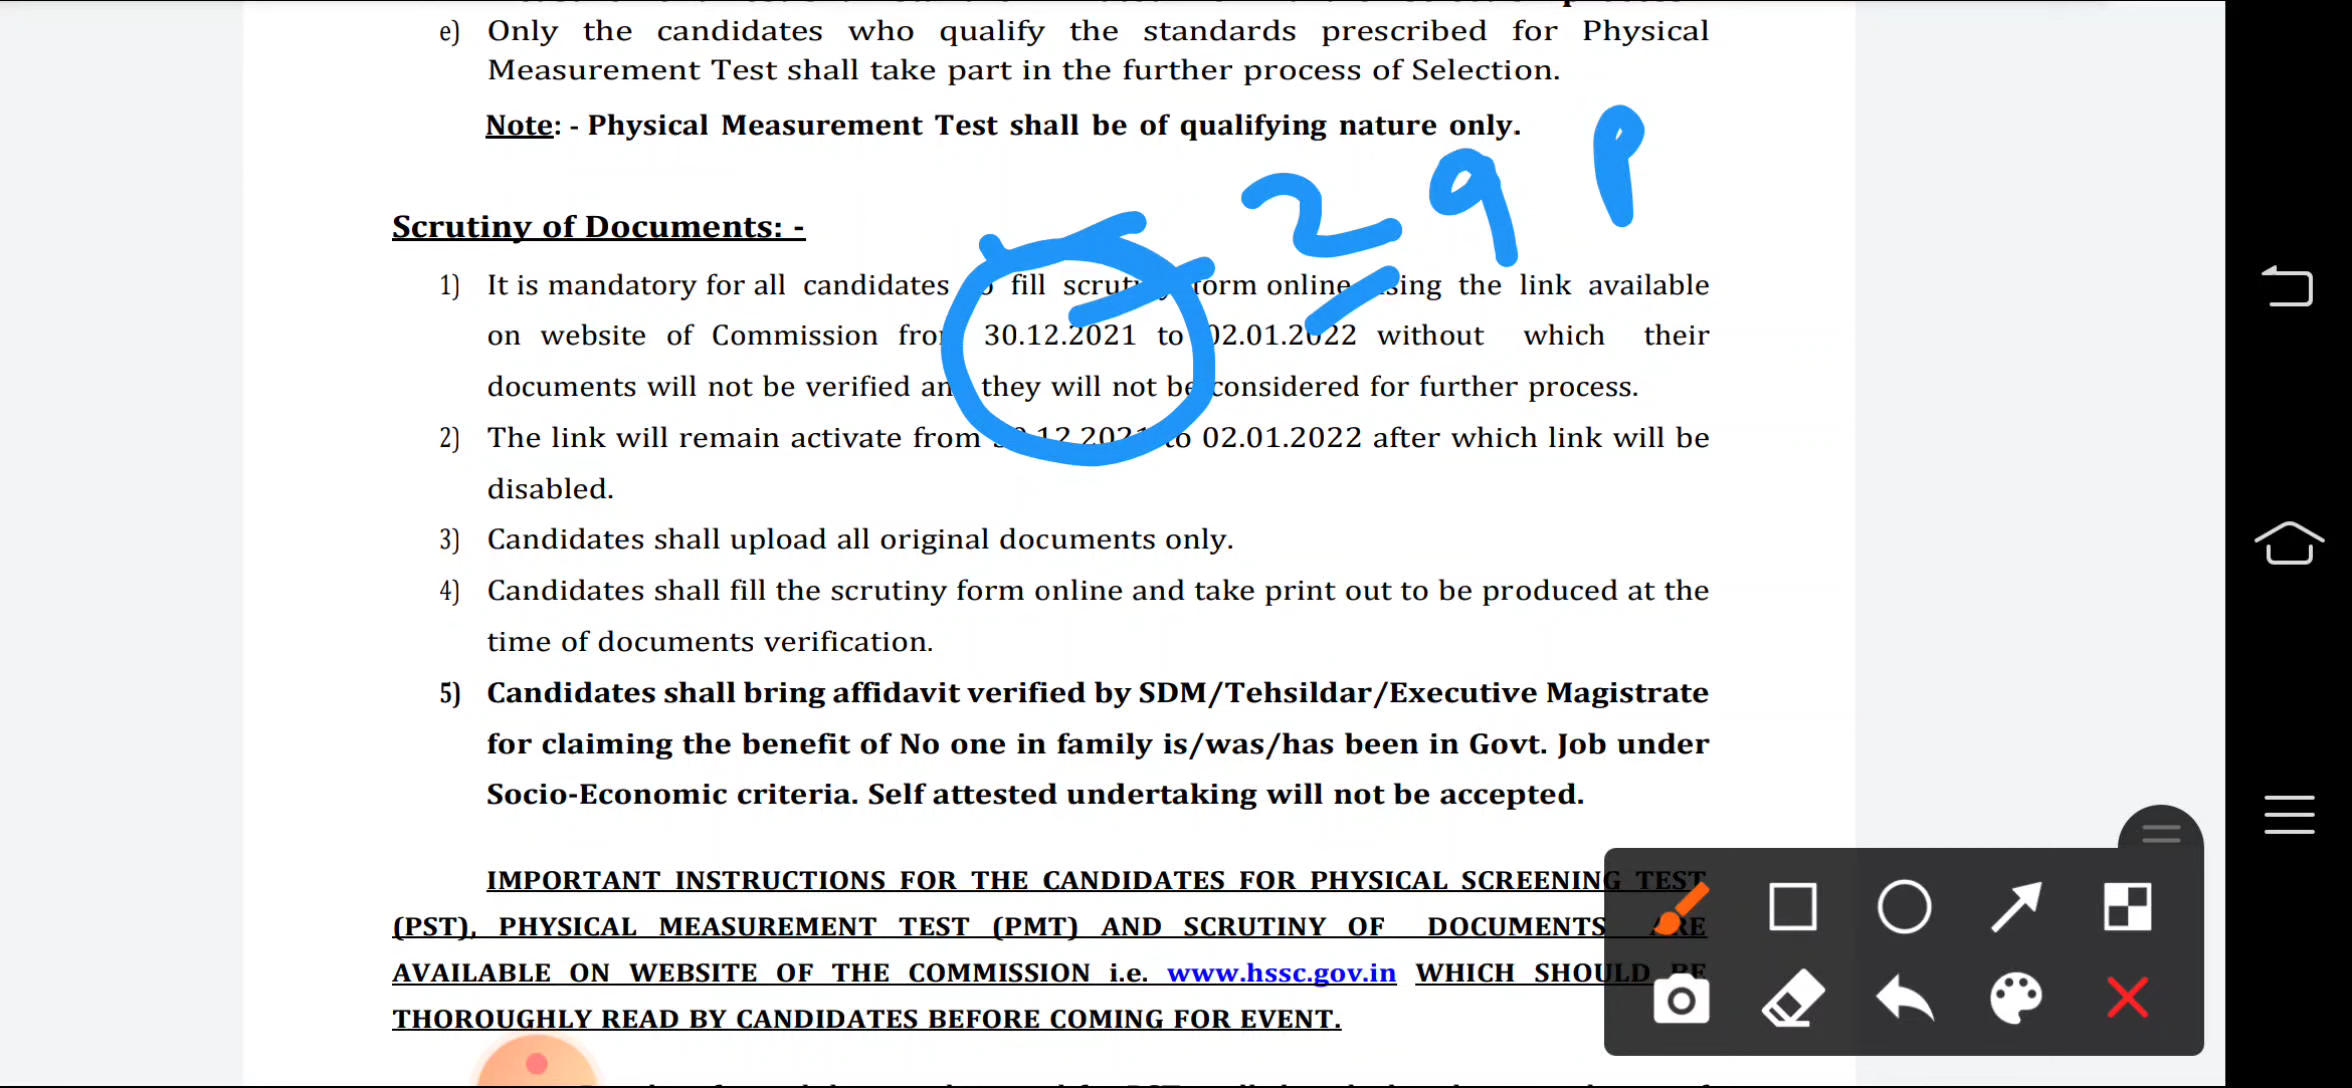 e) Only the candidates who qualify the standards prescribed for Physical
Measurement Test shall take part in the further process of Selection.
Note: - Physical Measurement Test shall be of qualifying nature only.
29 P
Scrutiny of Documents: -
1) It is mandatory for all candidates fill scrutiny form online using the link available
on website of Commission from 30.12.2021 to 02.01.2022 without which their
documents will not be verified and they will not be considered for further process.
2) The link will remain activate from 30.12.2021 to 02.01.2022 after which link will be
disabled.
3) Candidates shall upload all original documents only.
4) Candidates shall fill the scrutiny form online and take print out to be produced at the
time of documents verification.
5) Candidates shall bring affidavit verified by SDM/Tehsildar/Executive Magistrate
for claiming the benefit of No one in family is/was/has been in Govt. Job under
Socio-Economic criteria. Self attested undertaking will not be accepted.
IMPORTANT INSTRUCTIONS FOR THE CANDIDATES FOR PHYSICAL SCREENING TEST
(PST), PHYSICAL MEASUREMENT TEST (PMT) AND SCRUTINY OF DOCUMENTS ARE
AVAILABLE ON WEBSITE OF THE COMMISSION i.e. www.hssc.gov.in WHICH SHOULD BE
THOROUGHLY READ BY CANDIDATES BEFORE COMING FOR EVENT.